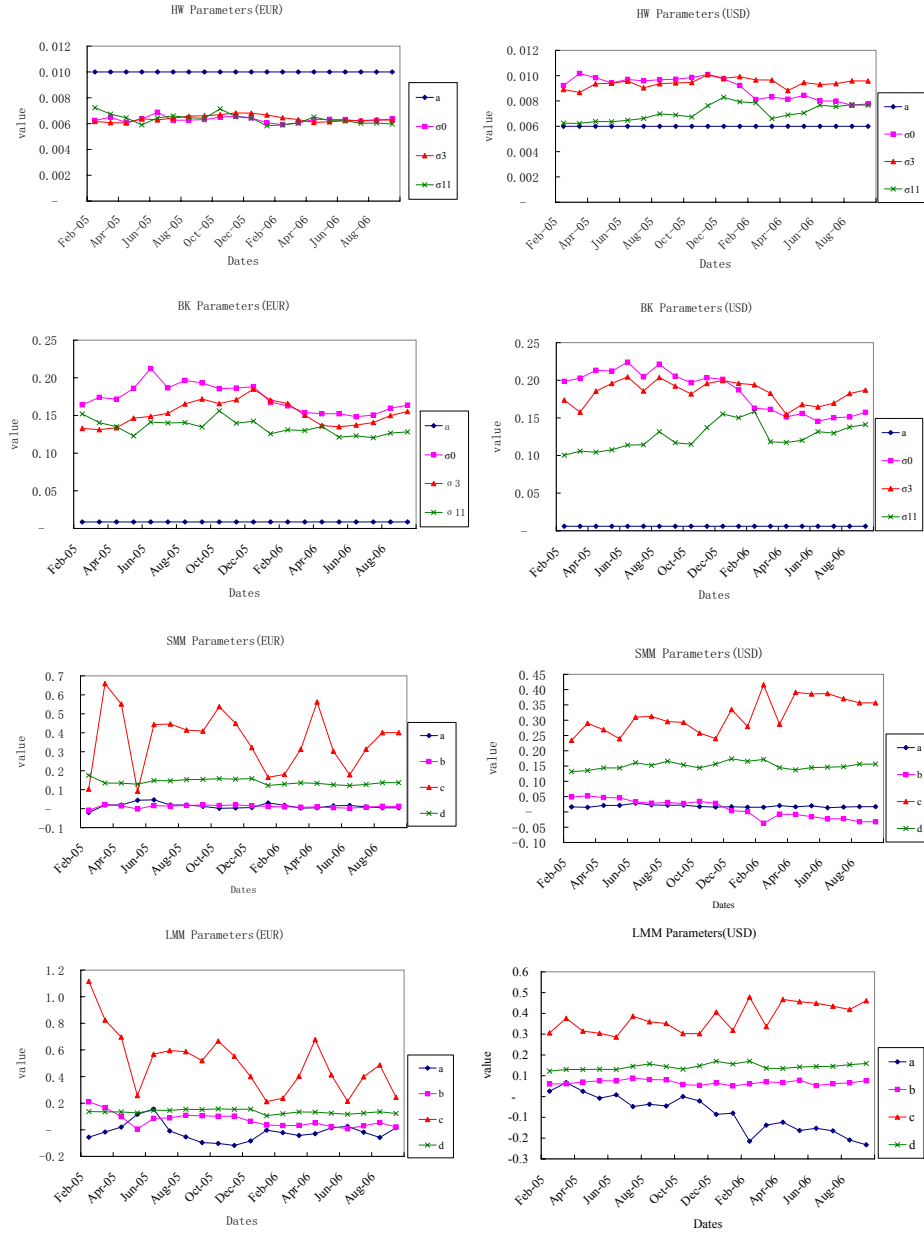 HW Parameters(EUR)
0.012
0.010
0.008
0.006
0.004
0.002
-
value
Feb-05
Apr-05
Jun-05
Aug-05
Oct-05
Dec-05
Feb-06
Apr-06
Jun-06
Aug-06
Dates
a
σ0
σ3
σ11
HW Parameters(USD)
0.012
0.010
0.008
0.006
0.004
0.002
-
value
Feb-05
Apr-05
Jun-05
Aug-05
Oct-05
Dec-05
Feb-06
Apr-06
Jun-06
Aug-06
Dates
a
σ0
σ3
σ11
BK Parameters(EUR)
0.25
0.20
0.15
0.10
0.05
-
value
Feb-05
Apr-05
Jun-05
Aug-05
Oct-05
Dec-05
Feb-06
Apr-06
Jun-06
Aug-06
Dates
a
σ0
σ 3
σ 11
BK Parameters(USD)
0.25
0.20
0.15
0.10
0.05
-
value
Feb-05
Apr-05
Jun-05
Aug-05
Oct-05
Dec-05
Feb-06
Apr-06
Jun-06
Aug-06
Dates
a
σ0
σ3
σ11
SMM Parameters(EUR)
0.7
0.6
0.5
0.4
0.3
0.2
0.1
-
-0.1
value
Feb-05
Apr-05
Jun-05
Aug-05
Oct-05
Dec-05
Feb-06
Apr-06
Jun-06
Aug-06
Dates
a
b
c
d
SMM Parameters(USD)
0.45
0.40
0.35
0.30
0.25
0.20
0.15
0.10
0.05
-
-0.05
-0.10
value
Feb-05
Apr-05
Jun-05
Aug-05
Oct-05
Dec-05
Feb-06
Apr-06
Jun-06
Aug-06
Dates
a
b
c
d
LMM Parameters(EUR)
1.2
1.0
0.8
0.6
0.4
0.2
-
-0.2
value
Feb-05
Apr-05
Jun-05
Aug-05
Oct-05
Dec-05
Feb-06
Apr-06
Jun-06
Aug-06
Dates
a
b
c
d
LMM Parameters(USD)
0.6
0.5
0.4
0.3
0.2
0.1
-
-0.1
-0.2
-0.3
value
Feb-05
Apr-05
Jun-05
Aug-05
Oct-05
Dec-05
Feb-06
Apr-06
Jun-06
Aug-06
Dates
a
b
c
d